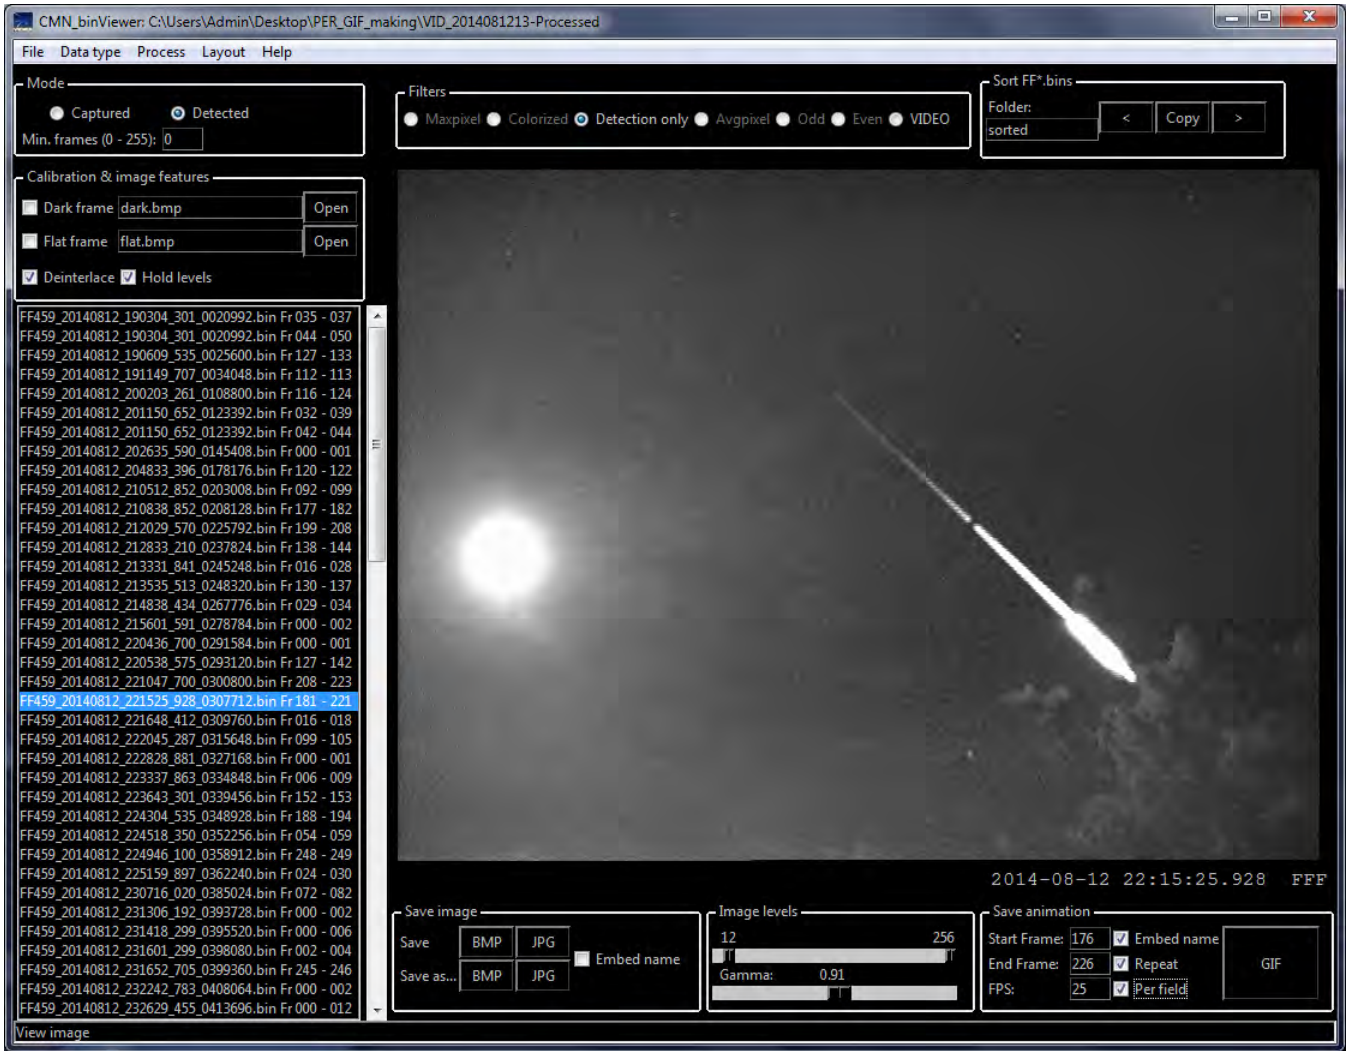 CMN_binViewer: C:\Users\Admin\Desktop\PER_GIF_making\VID_2014081213-Processed
File Data type Process Layout Help
Mode
Captured Detected
Min. frames (0 - 255): 0
Filters
Maxpixel Colorized Detection only Avgpixel Odd Even VIDEO
Sort FF*.bins
Folder:
sorted < Copy >
Calibration & image features
Dark frame dark.bmp Open
Flat frame flat.bmp Open
Deinterlace Hold levels
FF459_20140812_190304_301_0020992.bin Fr 035 - 037
FF459_20140812_190304_301_0020992.bin Fr 044 - 050
FF459_20140812_190609_535_0025600.bin Fr 127 - 133
FF459_20140812_191149_707_0034048.bin Fr 112 - 113
FF459_20140812_200203_261_0108800.bin Fr 116 - 124
FF459_20140812_201150_652_0123392.bin Fr 032 - 039
FF459_20140812_201150_652_0123392.bin Fr 042 - 044
FF459_20140812_202635_590_0145408.bin Fr 000 - 001
FF459_20140812_204833_396_0178176.bin Fr 120 - 122
FF459_20140812_210512_852_0203008.bin Fr 092 - 099
FF459_20140812_210838_852_0208128.bin Fr 177 - 182
FF459_20140812_212029_570_0225792.bin Fr 199 - 208
FF459_20140812_212833_210_0237824.bin Fr 138 - 144
FF459_20140812_213331_841_0245248.bin Fr 016 - 028
FF459_20140812_213535_513_0248320.bin Fr 130 - 137
FF459_20140812_214838_434_0267776.bin Fr 029 - 034
FF459_20140812_215601_591_0278784.bin Fr 000 - 002
FF459_20140812_220436_700_0291584.bin Fr 000 - 001
FF459_20140812_220538_575_0293120.bin Fr 127 - 142
FF459_20140812_221047_700_0300800.bin Fr 208 - 223
FF459_20140812_221525_928_0307712.bin Fr 181 - 221
FF459_20140812_221648_412_0309760.bin Fr 016 - 018
FF459_20140812_222045_287_0315648.bin Fr 099 - 105
FF459_20140812_222828_881_0327168.bin Fr 000 - 001
FF459_20140812_223337_863_0334848.bin Fr 006 - 009
FF459_20140812_223643_301_0339456.bin Fr 152 - 153
FF459_20140812_224304_535_0348928.bin Fr 188 - 194
FF459_20140812_224518_350_0352256.bin Fr 054 - 059
FF459_20140812_224946_100_0358912.bin Fr 248 - 249
FF459_20140812_225159_897_0362240.bin Fr 024 - 030
FF459_20140812_230716_020_0385024.bin Fr 072 - 082
FF459_20140812_231306_192_0393728.bin Fr 000 - 002
FF459_20140812_231418_299_0395520.bin Fr 000 - 006
FF459_20140812_231601_299_0398080.bin Fr 002 - 004
FF459_20140812_231652_705_0399360.bin Fr 245 - 246
FF459_20140812_232242_783_0408064.bin Fr 000 - 002
FF459_20140812_232629_455_0413696.bin Fr 000 - 012
2014-08-12 22:15:25.928 FFF
Save image
Save BMP JPG
Save as... BMP JPG
Embed name
Image levels
12 256
Gamma: 0.91
Save animation
Start Frame: 176 Embed name
End Frame: 226 Repeat
FPS: 25 Per field
GIF
View image